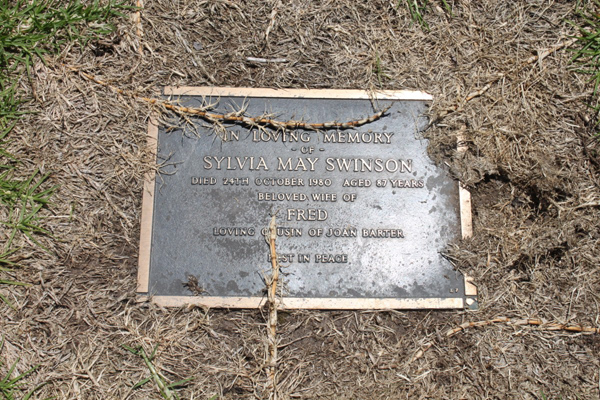 IN LOVING MEMORY
- OF -
SYLVIA MAY SWINSON
DIED 24TH OCTOBER 1980 AGED 67 YEARS
BELOVED WIFE OF
FRED
LOVING COUSIN OF JOAN BARTER
REST IN PEACE